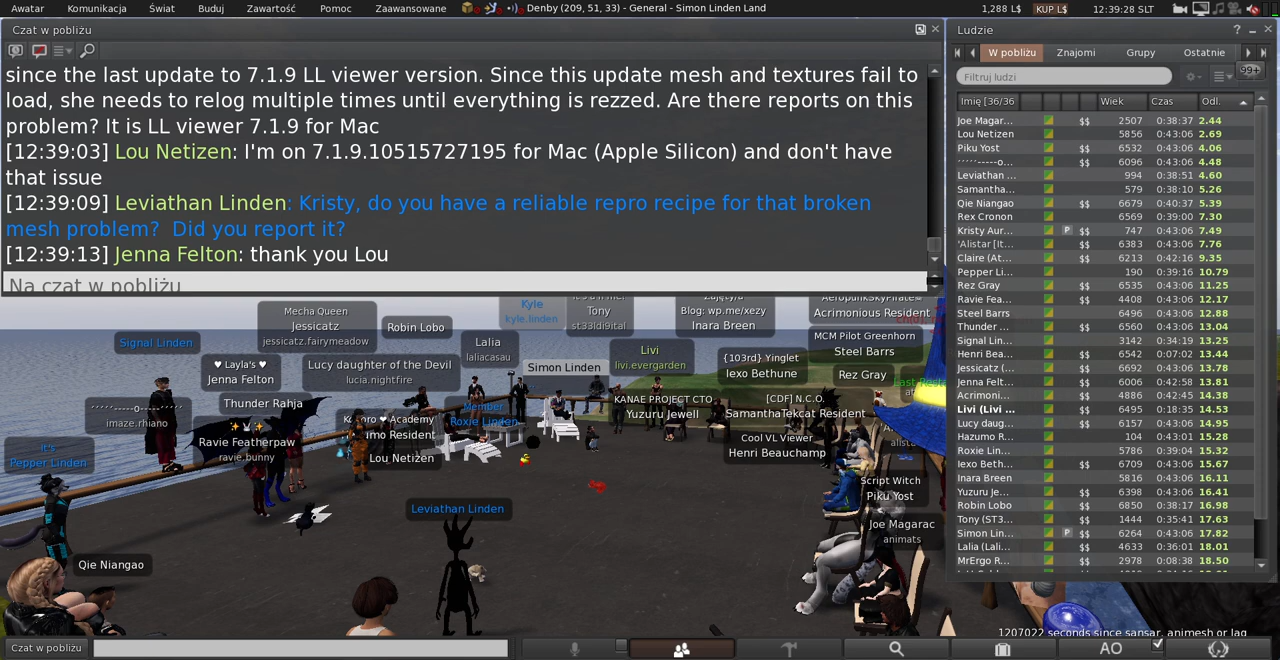 Awatar Komunikacja Świat Buduj Zawartość Pomoc Zaawansowane Denby (209, 51, 33) - General - Simon Linden Land 1,288 L$ KUP L$ 12:39:28 SLT
Czat w pobliżu
since the last update to 7.1.9 LL viewer version. Since this update mesh and textures fail to
load, she needs to relog multiple times until everything is rezzed. Are there reports on this
problem? It is LL viewer 7.1.9 for Mac
[12:39:03] Lou Netizen: I'm on 7.1.9.10515727195 for Mac (Apple Silicon) and don't have
that issue
[12:39:09] Leviathan Linden: Kristy, do you have a reliable repro recipe for that broken
mesh problem?  Did you report it?
[12:39:13] Jenna Felton: thank you Lou
Na czat w pobliżu
Ludzie
W pobliżu Znajomi Grupy Ostatnie
Filtruj ludzi
99+
Imię [36/36 Wiek Czas Odl.
Joe Magar... $$ 2507 0:38:37 2.44
Lou Netizen 5856 0:43:06 2.69
Piku Yost $$ 6532 0:43:06 4.06
´´´´´-----o... $$ 6096 0:43:06 4.48
Leviathan ... 994 0:38:51 4.60
Samantha... 579 0:38:10 5.26
Qie Niangao $$ 6679 0:40:37 5.39
Rex Cronon 6569 0:39:00 7.30
Kristy Aur... P $$ 747 0:43:06 7.49
'Alistar [It... $$ 6383 0:43:06 7.76
Claire (At... $$ 6213 0:42:16 9.35
Pepper Li... 190 0:39:16 10.79
Rez Gray $$ 6535 0:43:06 11.25
Ravie Fea... $$ 4408 0:43:06 12.17
Steel Barrs 6496 0:43:06 12.88
Thunder ... $$ 6560 0:43:06 13.04
Signal Lin... 3142 0:34:19 13.25
Henri Bea... $$ 6542 0:07:02 13.44
Jessicatz (... $$ 6692 0:43:06 13.78
Jenna Felt... $$ 6006 0:42:58 13.81
Acrimoni... $$ 4886 0:42:45 14.38
Livi (Livi ... $$ 6495 0:18:35 14.53
Lucy daug... $$ 6157 0:43:06 14.95
Hazumo R... 104 0:43:01 15.28
Roxie Lin... 5786 0:39:04 15.32
Iexo Beth... $$ 6709 0:43:06 15.67
Inara Breen 5816 0:43:06 16.11
Yuzuru Je... $$ 6398 0:43:06 16.41
Robin Lobo $$ 6850 0:38:17 16.98
Tony (ST3... $$ 1444 0:35:41 17.63
Simon Lin... P $$ 6264 0:43:06 17.82
Lalia (Lali... $$ 4633 0:36:01 18.01
MrErgo R... $$ 2978 0:08:38 18.50
Kyle
kyle.linden
Tony
st33ldi9ital
Blog: wp.me/xezy
Inara Breen
Acrimonious Resident
Mecha Queen
Jessicatz
jessicatz.fairymeadow
Robin Lobo
Signal Linden
Lalia
laliacasau
Livi
livi.evergarden
MCM Pilot Greenhorn
Steel Barrs
♥ Layla's ♥
Jenna Felton
Lucy daughter of the Devil
lucia.nightfire
Simon Linden
{103rd} Yinglet
Iexo Bethune
Rez Gray
Thunder Rahja
´´´´´-----o-----´´´´´
imaze.rhiano
Member
Roxie Linden
KANAE PROJECT CTO
Yuzuru Jewell
[CDF] N.C.O.
SamanthaTekcat Resident
Ravie Featherpaw
ravie.bunny
♥ Academy
Resident
Lou Netizen
Cool VL Viewer
Henri Beauchamp
It's
Pepper Linden
Script Witch
Piku Yost
Leviathan Linden
Joe Magarac
animats
Qie Niangao
1207022 seconds since sansar, animesh or lag
Czat w pobliżu AO